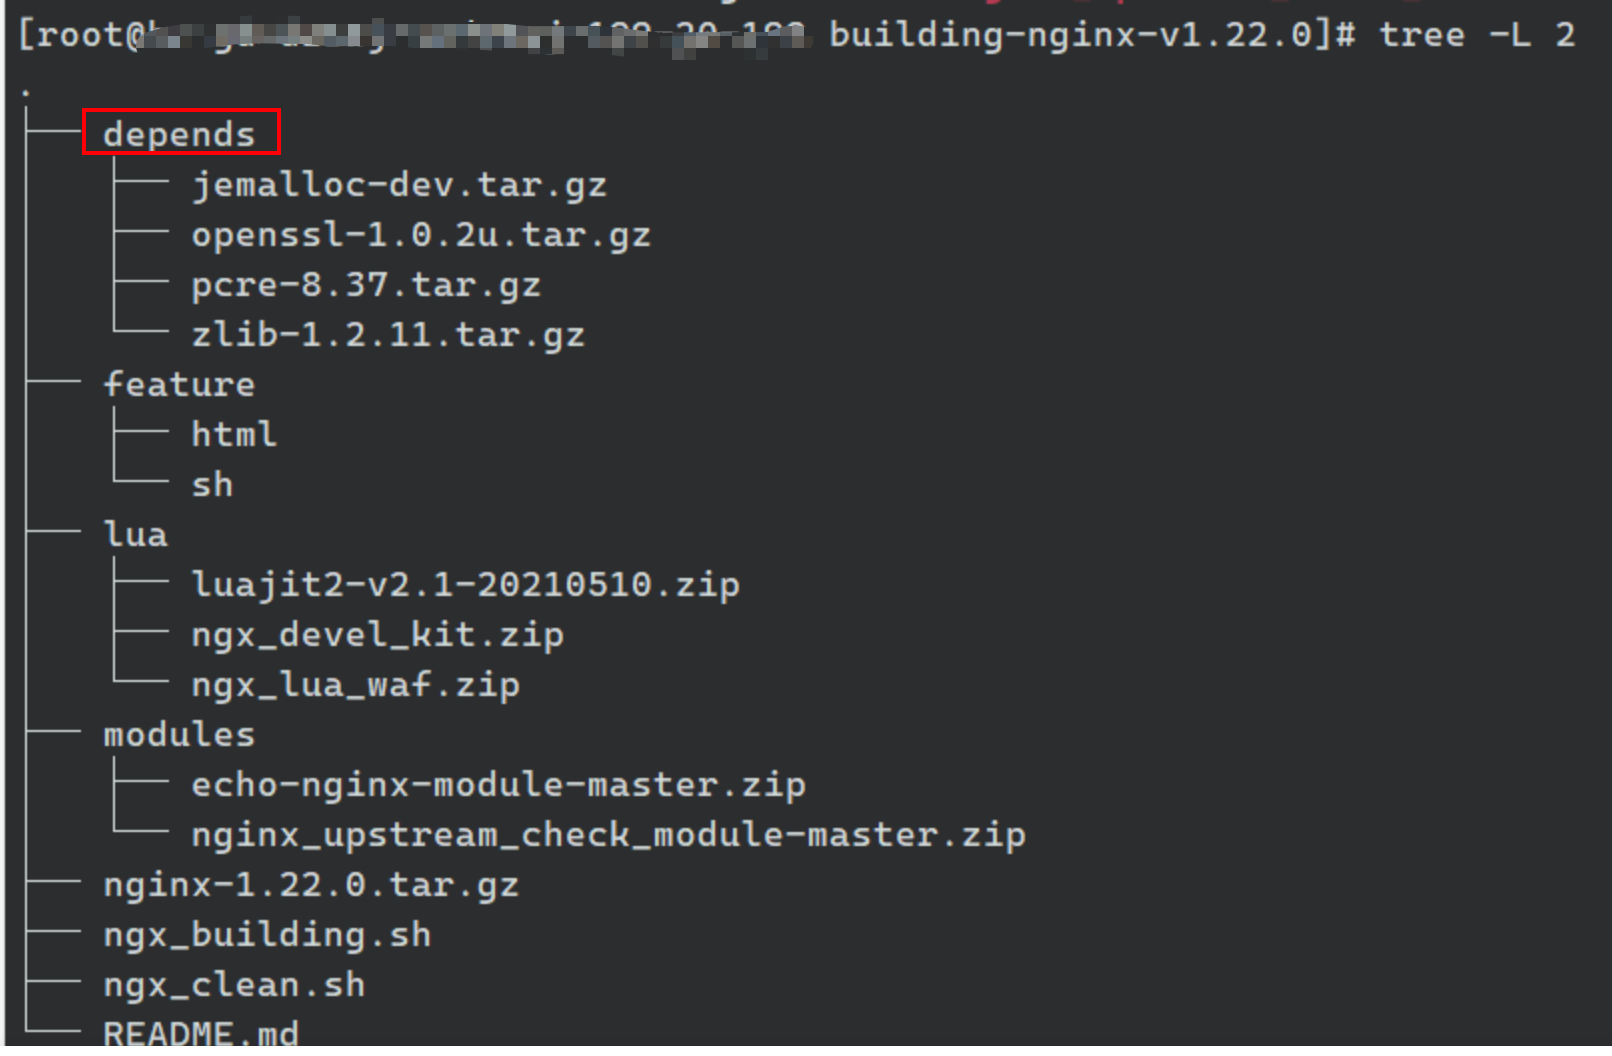 [root@ building-nginx-v1.22.0]# tree -L 2
.
depends
jemalloc-dev.tar.gz
openssl-1.0.2u.tar.gz
pcre-8.37.tar.gz
zlib-1.2.11.tar.gz
feature
html
sh
lua
luajit2-v2.1-20210510.zip
ngx_devel_kit.zip
ngx_lua_waf.zip
modules
echo-nginx-module-master.zip
nginx_upstream_check_module-master.zip
nginx-1.22.0.tar.gz
ngx_building.sh
ngx_clean.sh
README.md